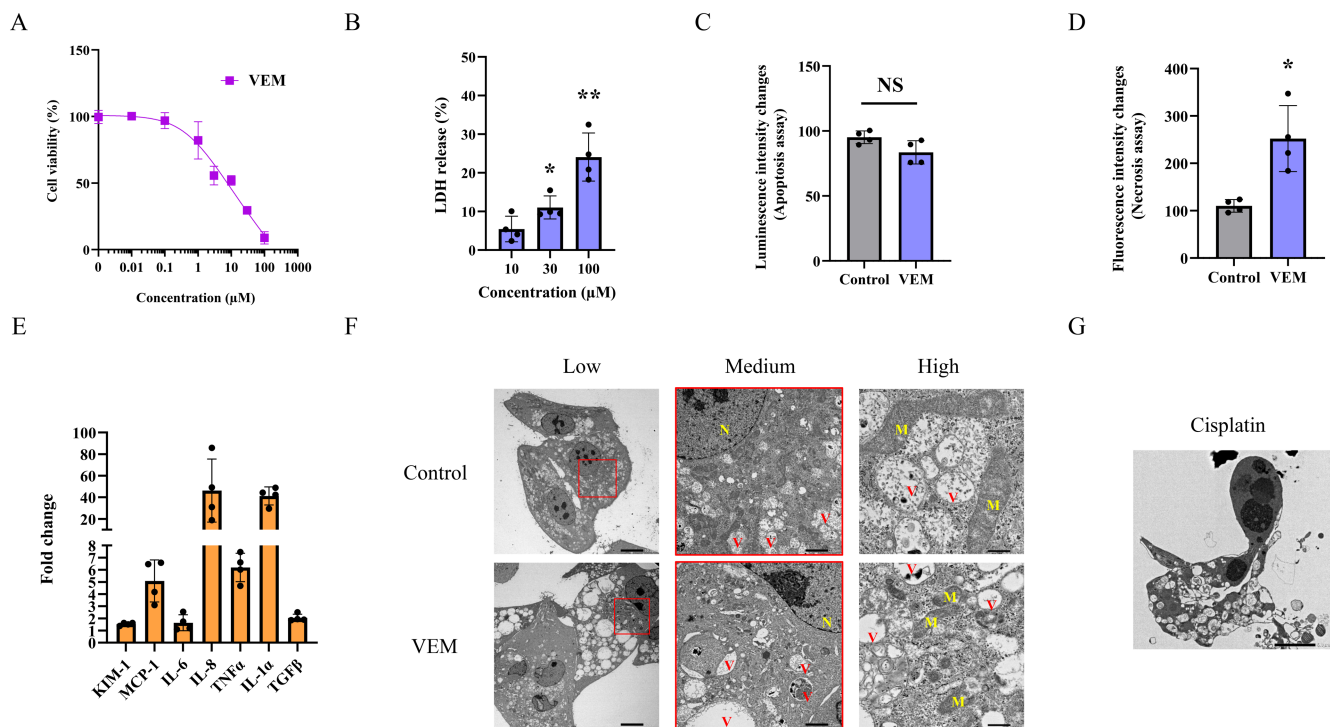 A
B
C
D
150
100
50
0
Cell viability (%)
VEM
0 0.01 0.1 1 10 100 1000
Concentration (μM)
50
40
30
20
10
0
LDH release (%)
*
**
10 30 100
Concentration (μM)
150
100
50
0
Luminescence intensity changes
(Apoptosis assay)
NS
Control VEM
400
300
200
100
0
Fluorescence intensity changes
(Necrosis assay)
*
Control VEM
E
F
G
100
80
60
40
20
8
7
6
5
4
3
2
1
0
Fold change
KIM-1 MCP-1 IL-6 IL-8 TNFα IL-1α TGFβ
Low Medium High
Control
N
V V V
M
M
V V
VEM
N
V V V
V
V M V
V M
M
Cisplatin